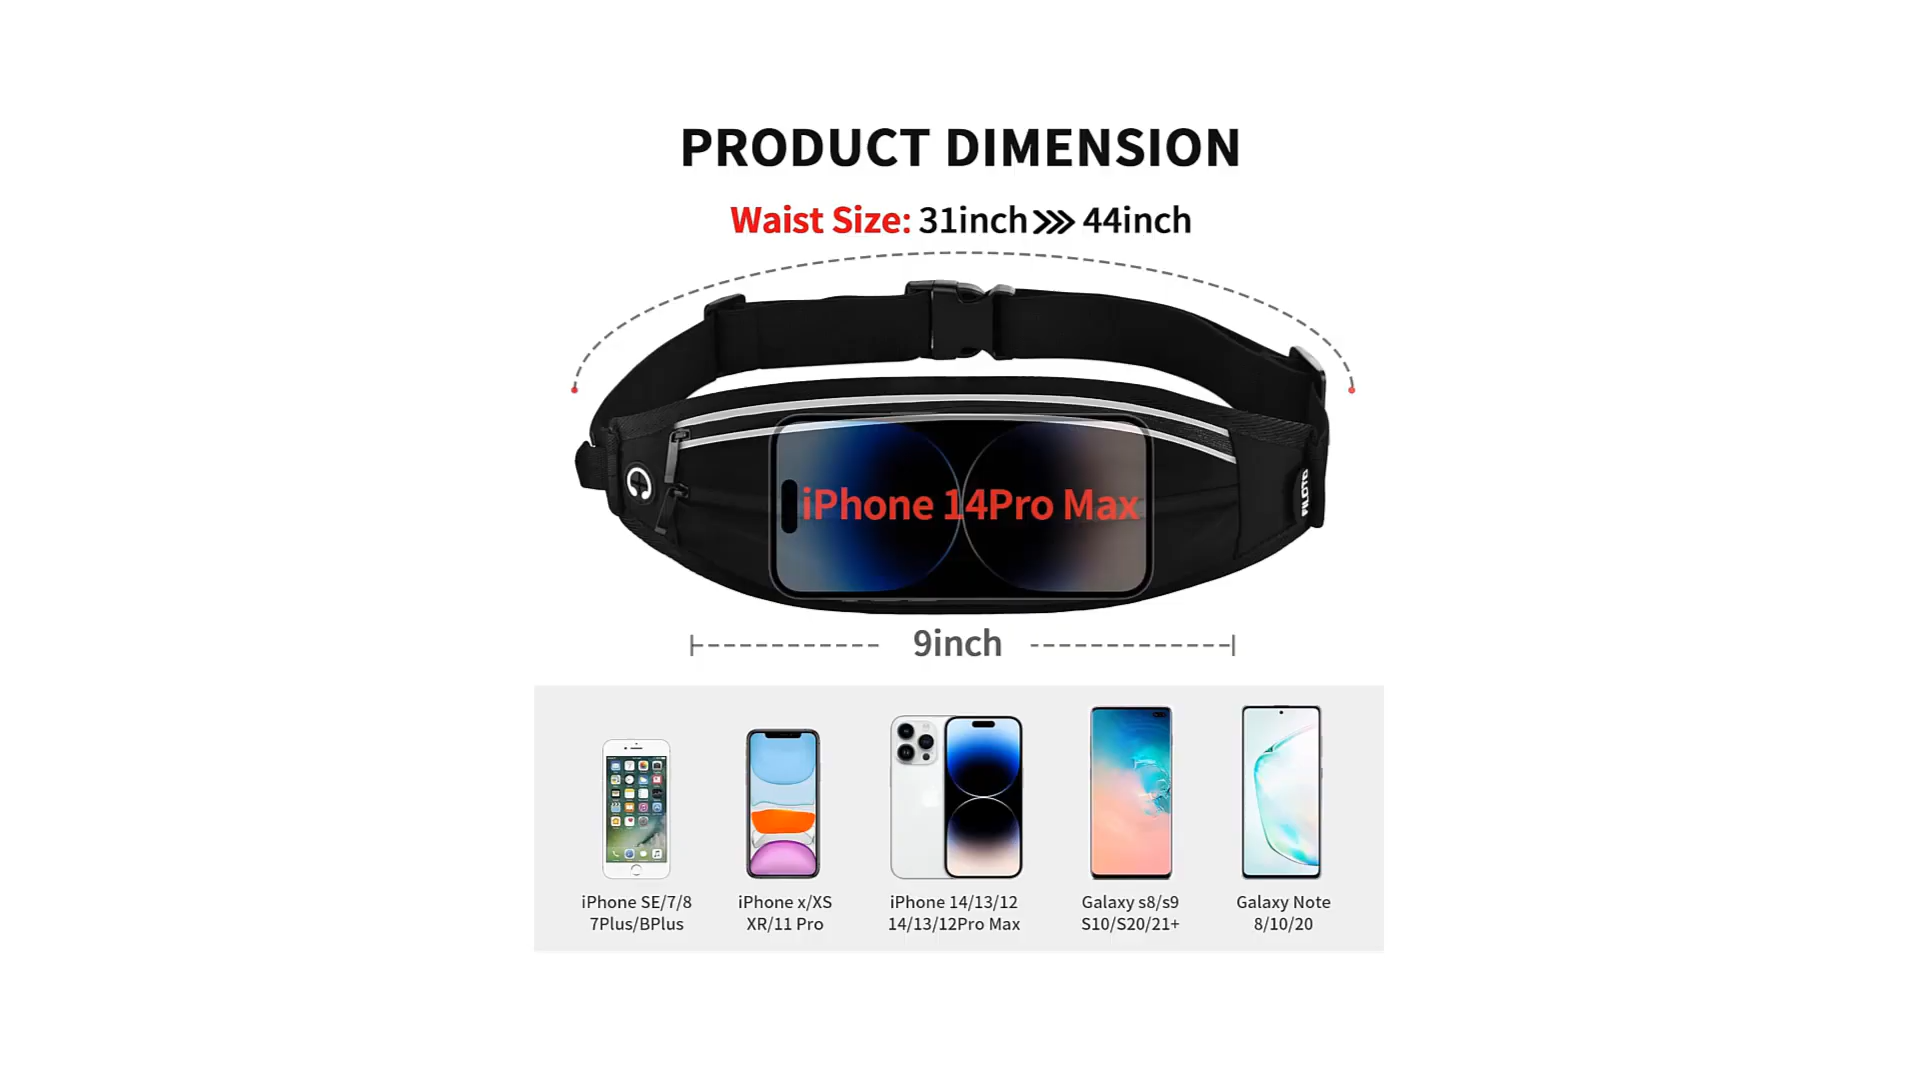 PRODUCT DIMENSION
Waist Size: 31inch 44inch
iPhone 14Pro Max
FILOTO
9inch
iPhone SE/7/8
7Plus/BPlus
iPhone x/XS
XR/11 Pro
iPhone 14/13/12
14/13/12Pro Max
Galaxy s8/s9
S10/S20/21+
Galaxy Note
8/10/20